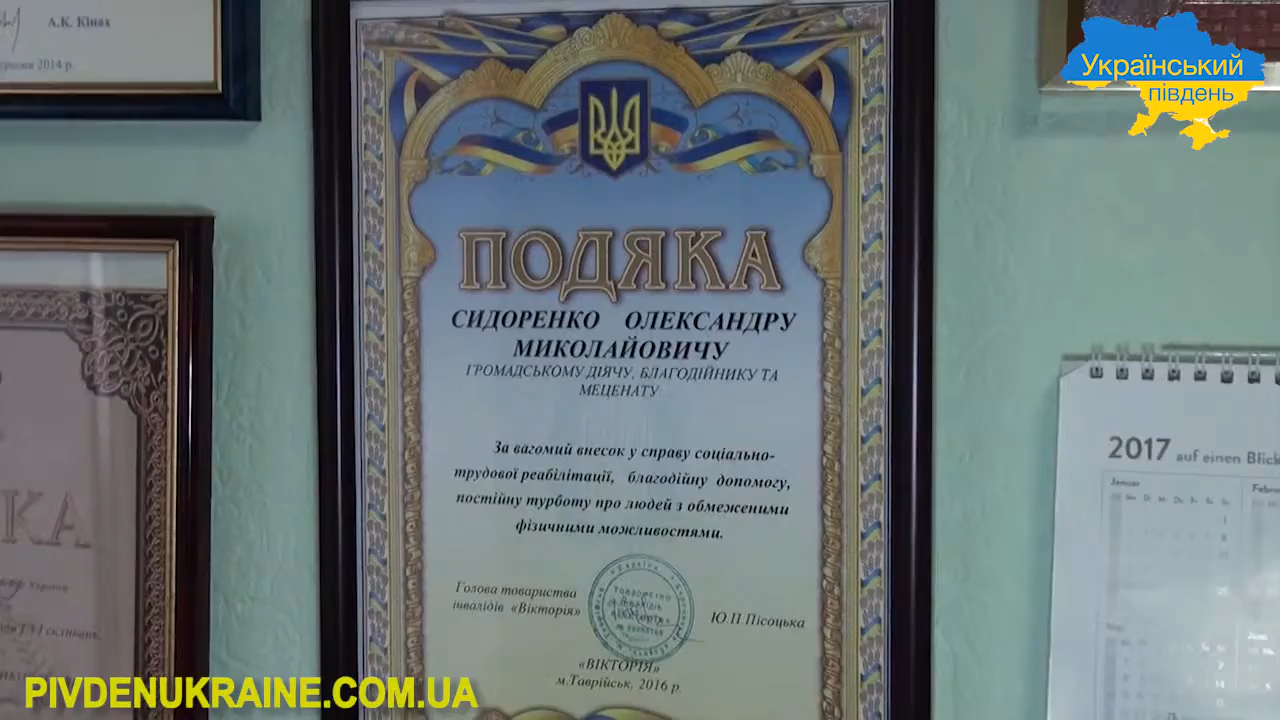 А.К. Кінах
2014 р.
Український
південь
ПОДЯКА
СИДОРЕНКО ОЛЕКСАНДРУ
МИКОЛАЙОВИЧУ
ГРОМАДСЬКОМУ ДІЯЧУ, БЛАГОДІЙНИКУ ТА
МЕЦЕНАТУ
За вагомий внесок у справу соціально-
трудової реабілітації, благодійну допомогу,
постійну турботу про людей з обмеженими
фізичними можливостями.
Голова товариства
інвалідів «Вікторія»
Ю.П Пісоцька
«ВІКТОРІЯ»
м.Таврійськ, 2016 р.
2017 auf einen Blick
Januar
PIVDENUKRAINE.COM.UA